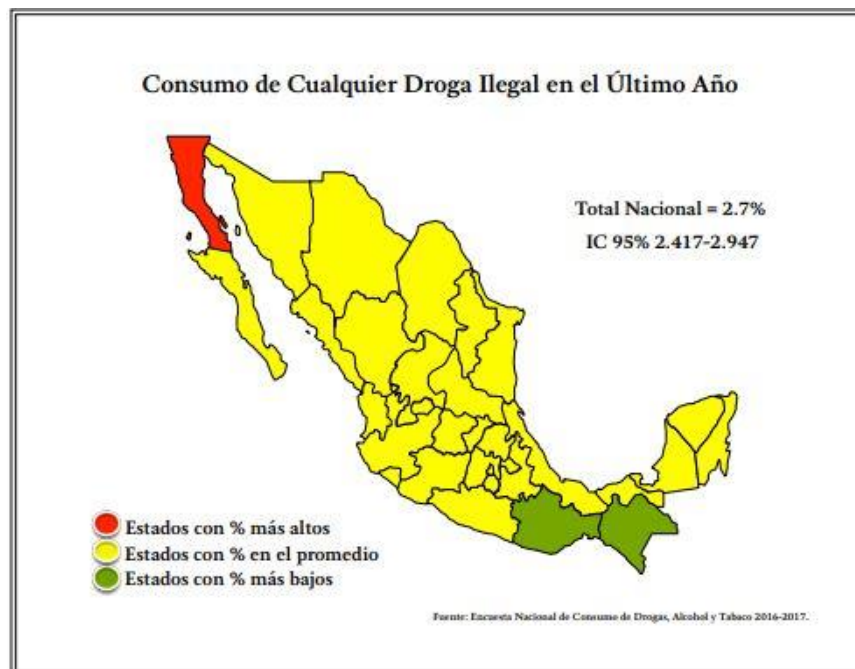 Consumo de Cualquier Droga Ilegal en el Último Año
Total Nacional = 2.7%
IC 95% 2.417-2.947
Estados con % más altos
Estados con % en el promedio
Estados con % más bajos
Fuente: Encuesta Nacional de Consumo de Drogas, Alcohol y Tabaco 2016-2017.